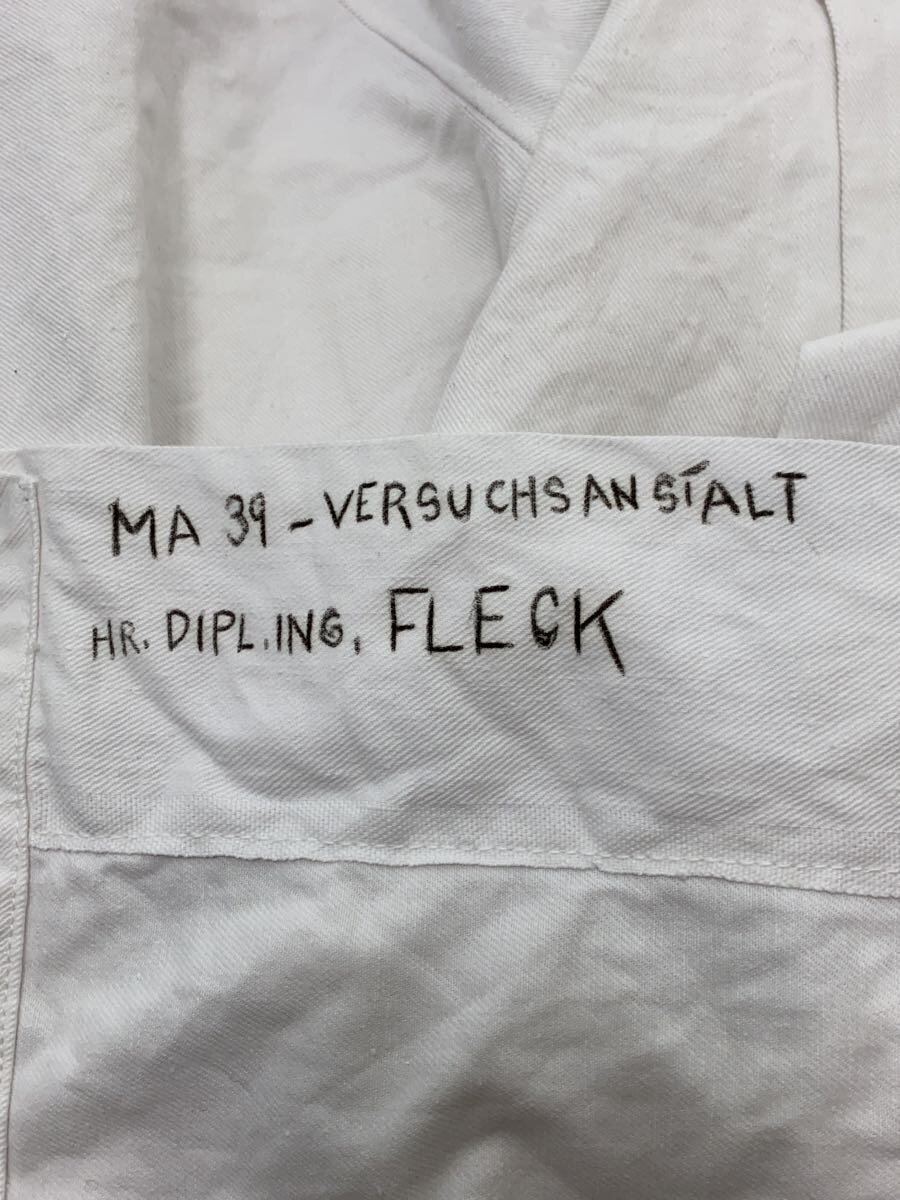 MA 39 - VERSUCHSANSTALT
HR. DIPL.ING. FLECK